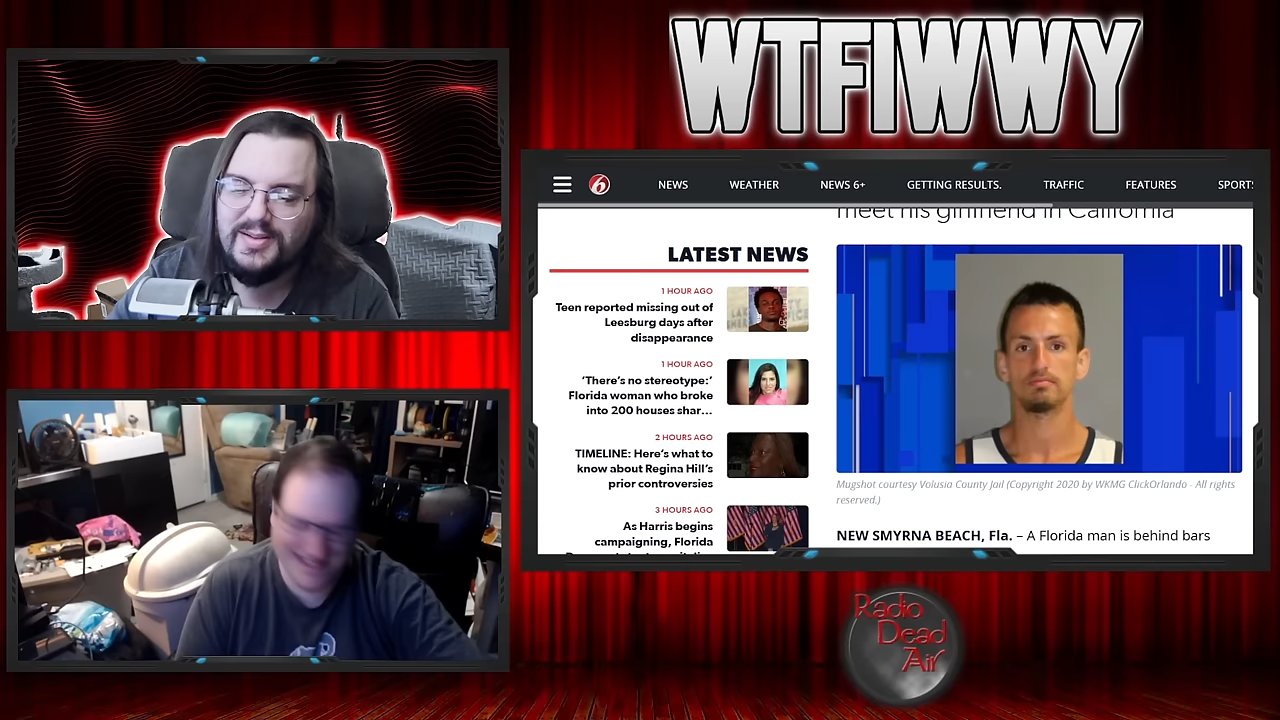 WTFIWWY
6 NEWS WEATHER NEWS 6+ GETTING RESULTS. TRAFFIC FEATURES SPORTS
meet his girlfriend in California
LATEST NEWS
1 HOUR AGO
Teen reported missing out of
Leesburg days after
disappearance
1 HOUR AGO
‘There’s no stereotype:’
Florida woman who broke
into 200 houses shar...
2 HOURS AGO
TIMELINE: Here’s what to
know about Regina Hill’s
prior controversies
3 HOURS AGO
As Harris begins
campaigning, Florida
Mugshot courtesy Volusia County Jail (Copyright 2020 by WKMG ClickOrlando - All rights
reserved.)
NEW SMYRNA BEACH, Fla. – A Florida man is behind bars
Radio
Dead
Air